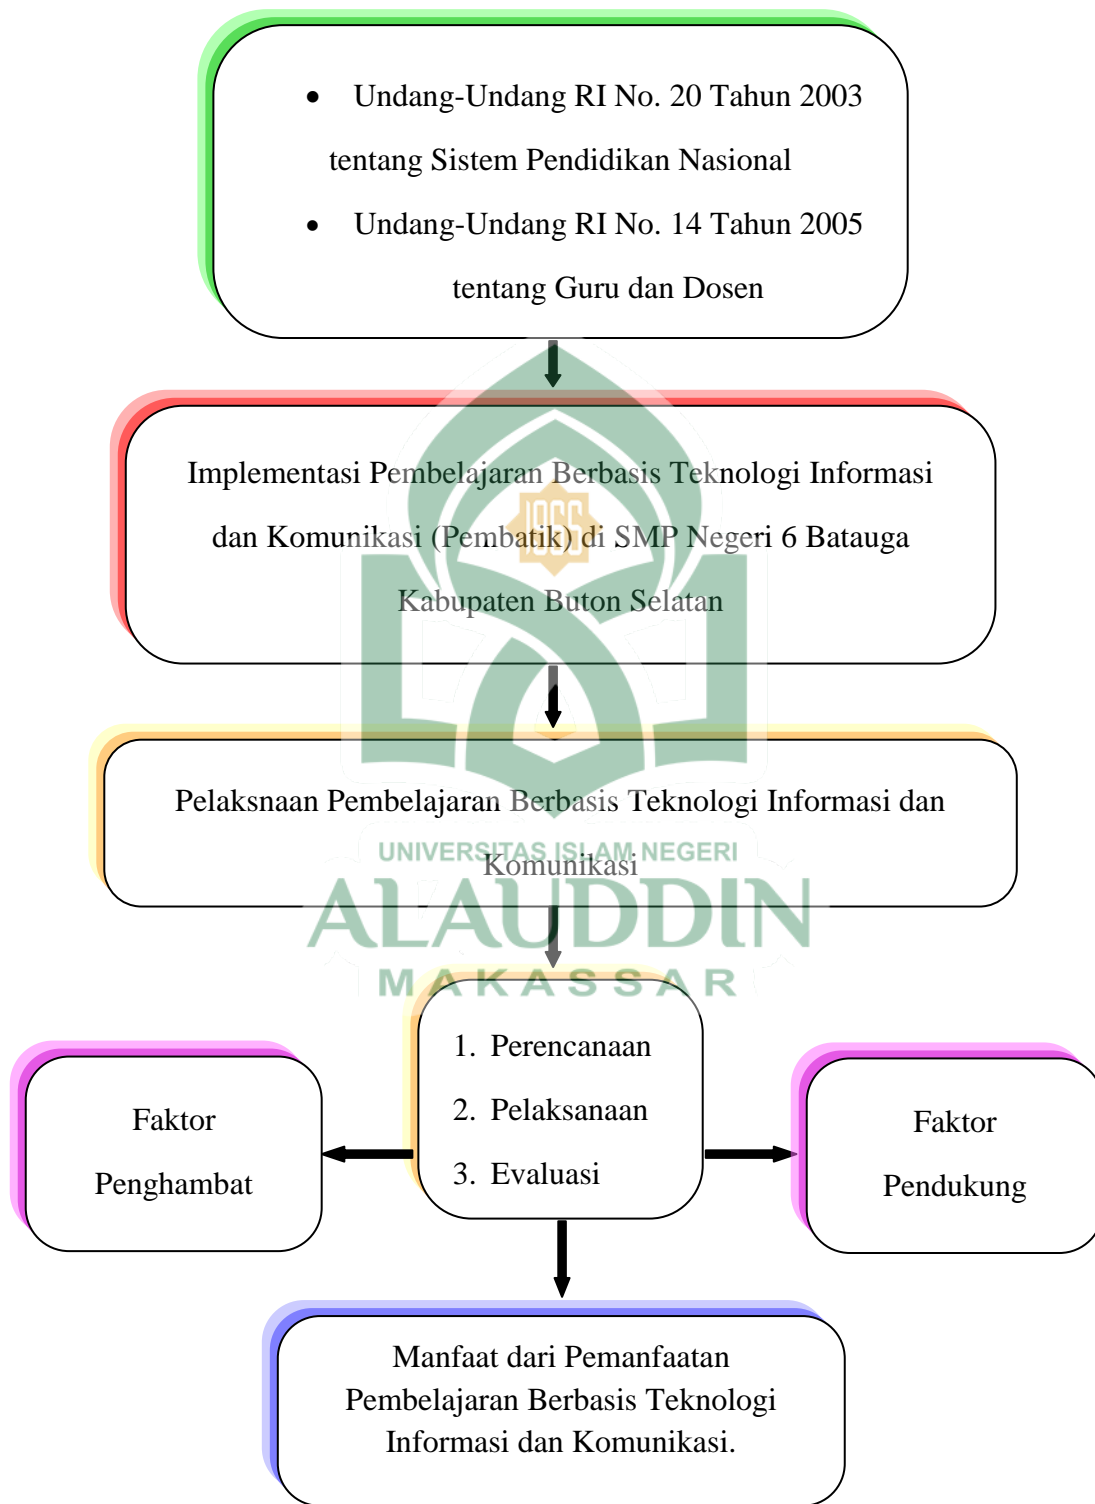 • Undang-Undang RI No. 20 Tahun 2003
tentang Sistem Pendidikan Nasional
• Undang-Undang RI No. 14 Tahun 2005
tentang Guru dan Dosen
Implementasi Pembelajaran Berbasis Teknologi Informasi
1965
dan Komunikasi (Pembatik) di SMP Negeri 6 Batauga
Kabupaten Buton Selatan
Pelaksnaan Pembelajaran Berbasis Teknologi Informasi dan
UNIVERSITAS ISLAM NEGERI
Komunikasi
ALAUDDIN
MAKASSAR
1. Perencanaan
2. Pelaksanaan
3. Evaluasi
Faktor
Penghambat
Faktor
Pendukung
Manfaat dari Pemanfaatan
Pembelajaran Berbasis Teknologi
Informasi dan Komunikasi.